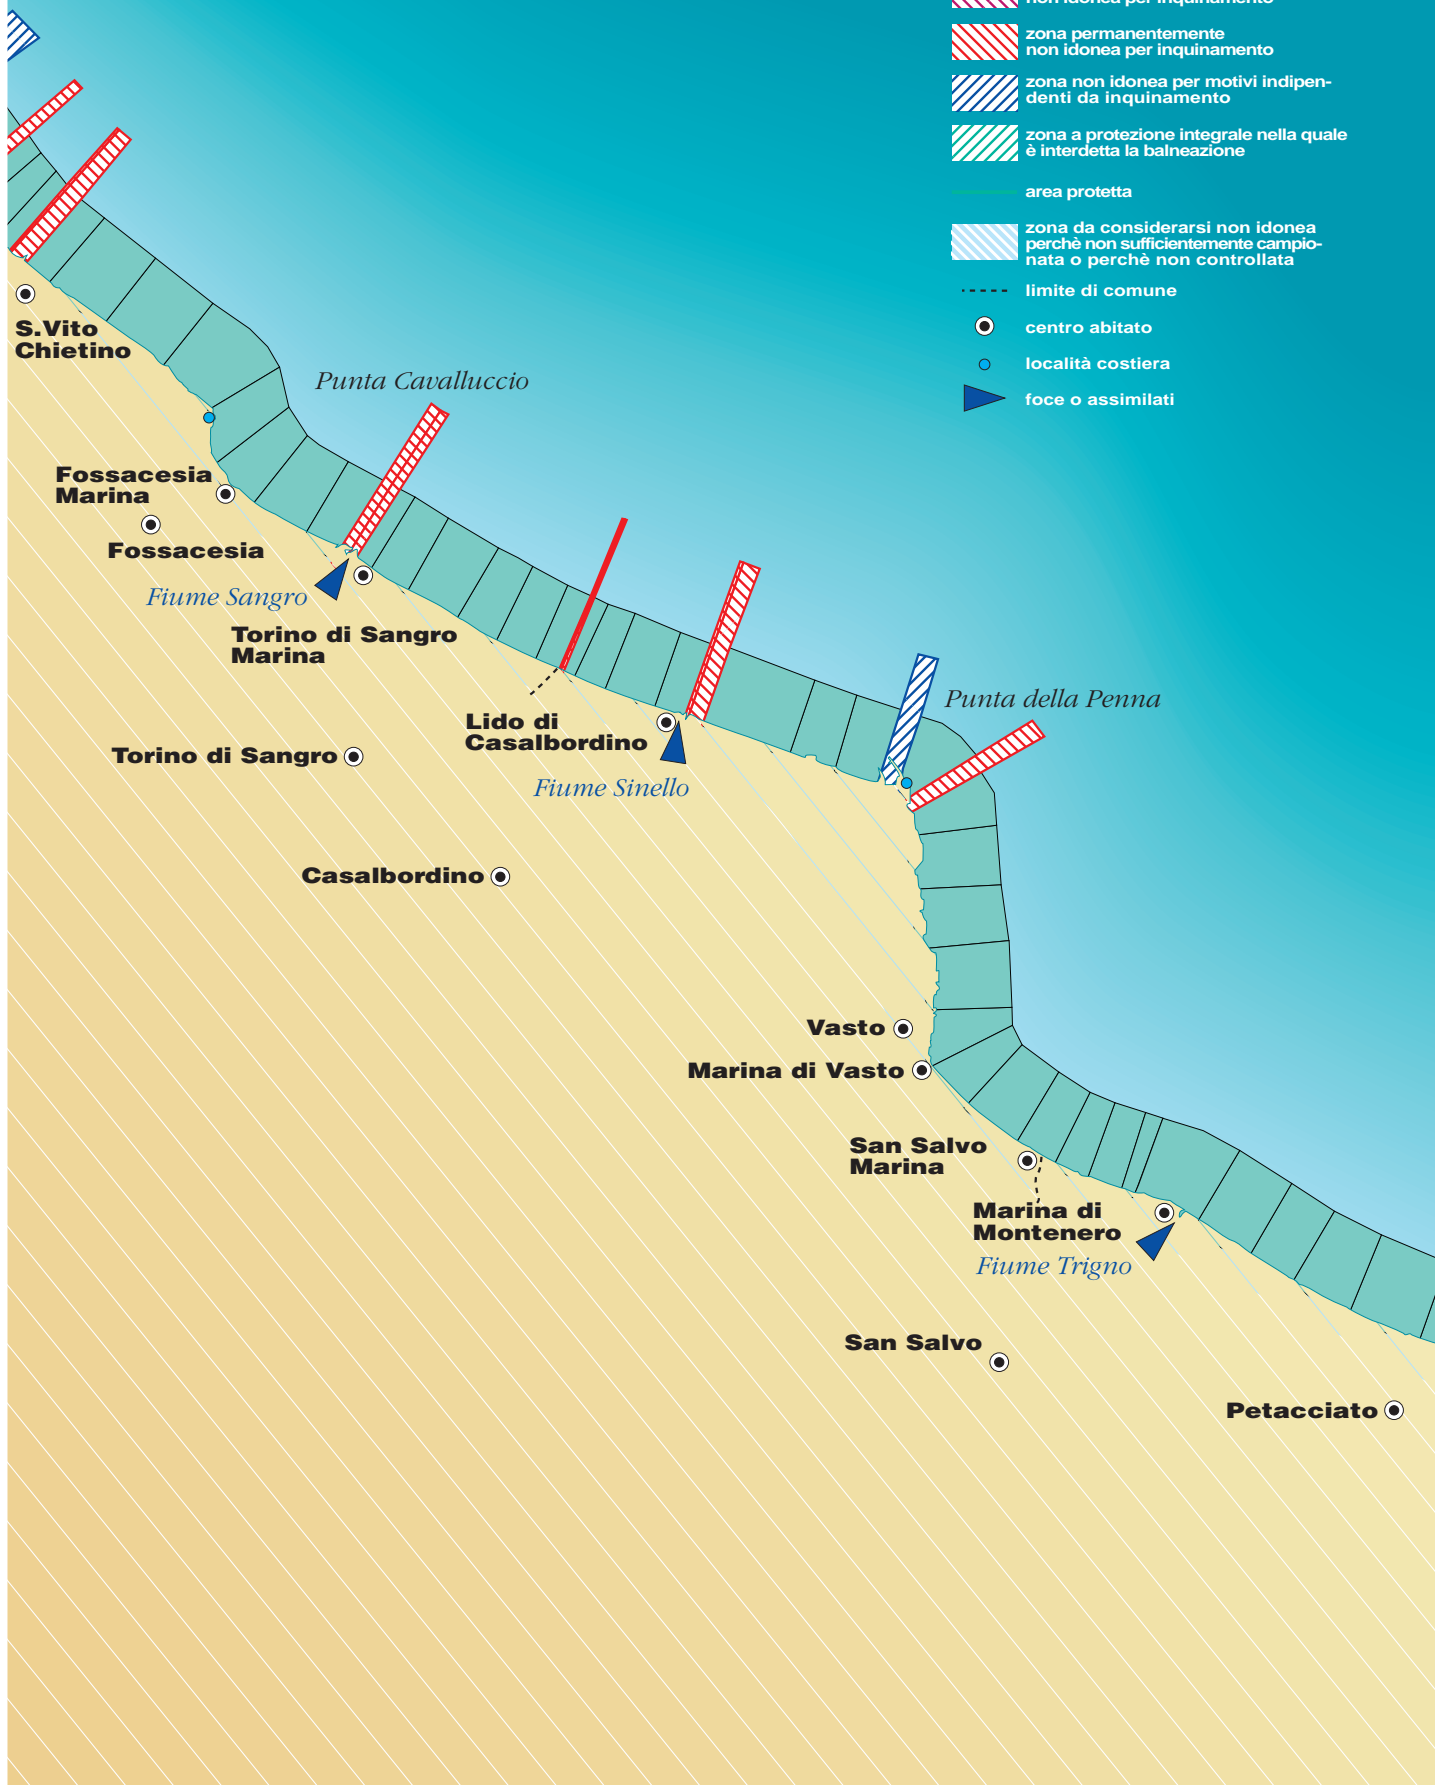 non idonea per inquinamento
zona permanentemente
non idonea per inquinamento
zona non idonea per motivi indipen-
denti da inquinamento
zona a protezione integrale nella quale
è interdetta la balneazione
area protetta
zona da considerarsi non idonea
perchè non sufficientemente campio-
nata o perchè non controllata
limite di comune
centro abitato
località costiera
foce o assimilati
S.Vito
Chietino
Punta Cavalluccio
Fossacesia
Marina
Fossacesia
Fiume Sangro
Torino di Sangro
Marina
Punta della Penna
Lido di
Casalbordino
Torino di Sangro
Fiume Sinello
Casalbordino
Vasto
Marina di Vasto
San Salvo
Marina
Marina di
Montenero
Fiume Trigno
San Salvo
Petacciato